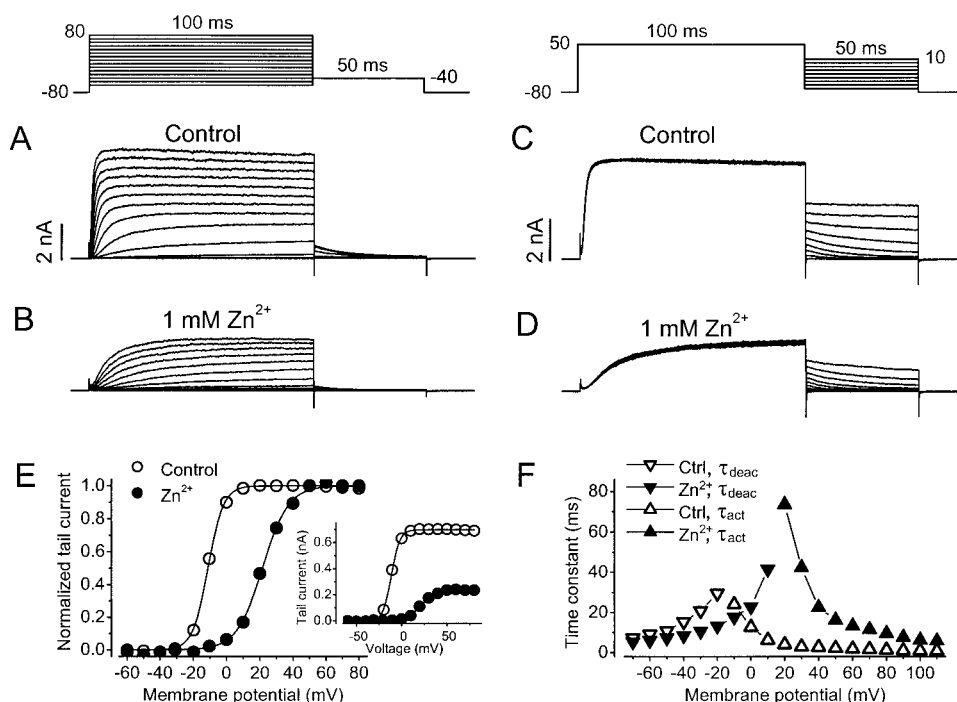 80
100 ms
50 ms
-40
-80
50
100 ms
50 ms
10
-80
A
Control
2 nA
C
Control
2 nA
B
1 mM Zn2+
D
1 mM Zn2+
E
Control
Zn2+
Normalized tail current
1.0
0.8
0.6
0.4
0.2
0.0
-60 -40 -20 0 20 40 60 80
Membrane potential (mV)
Tail current (nA)
0.6
0.4
0.2
0.0
-50 0 50
Voltage (mV)
F
Ctrl, τdeac
Zn2+, τdeac
Ctrl, τact
Zn2+, τact
Time constant (ms)
80
60
40
20
0
-60 -40 -20 0 20 40 60 80 100
Membrane potential (mV)